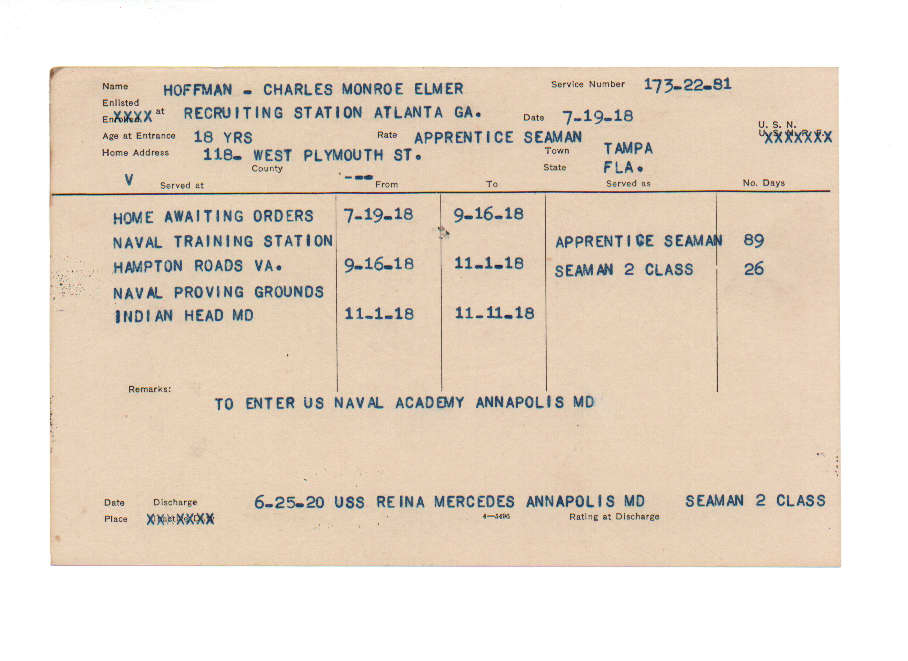 Name HOFFMAN - CHARLES MONROE ELMER Service Number 173-22-81
Enlisted
Enrolled XXXX at RECRUITING STATION ATLANTA GA. Date 7-19-18
U. S. N.
U. S. N. R. F. XXXXXXX
Age at Entrance 18 YRS Rate APPRENTICE SEAMAN
Home Address 118- WEST PLYMOUTH ST. Town TAMPA
County --- State FLA.
V Served at From To Served as No. Days
HOME AWAITING ORDERS 7-19-18 9-16-18
NAVAL TRAINING STATION APPRENTICE SEAMAN 89
HAMPTON ROADS VA. 9-16-18 11-1-18 SEAMAN 2 CLASS 26
NAVAL PROVING GROUNDS
INDIAN HEAD MD 11-1-18 11-11-18
Remarks:
TO ENTER US NAVAL ACADEMY ANNAPOLIS MD
Date Discharge 6-25-20 USS REINA MERCEDES ANNAPOLIS MD SEAMAN 2 CLASS
Place XX XXXX Rating at Discharge